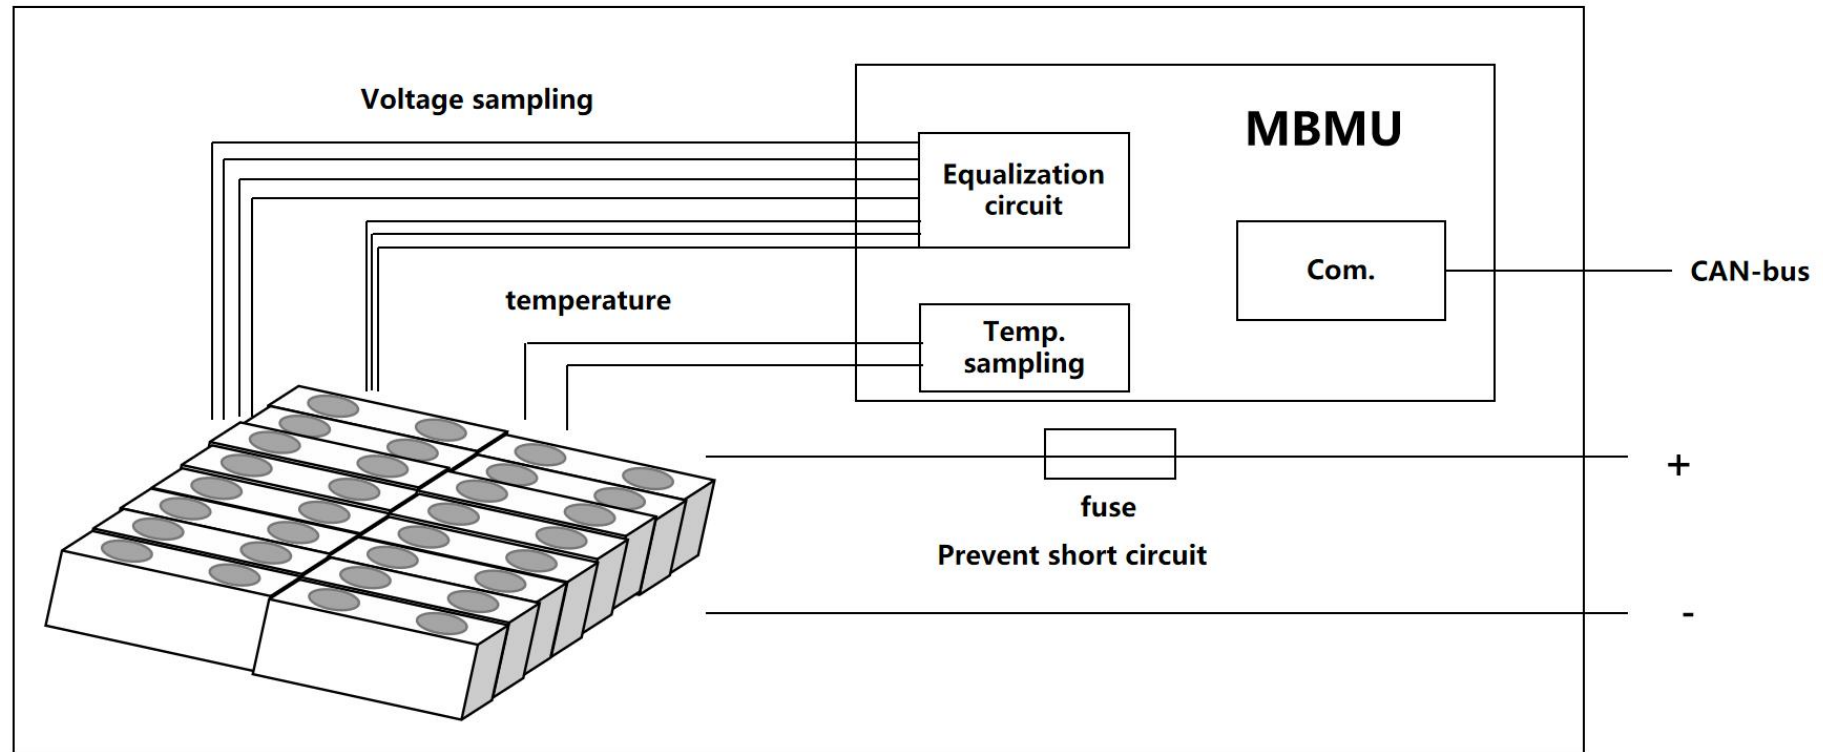 Voltage sampling
MBMU
Equalization
circuit
Com.
CAN-bus
temperature
Temp.
sampling
+
fuse
Prevent short circuit
-